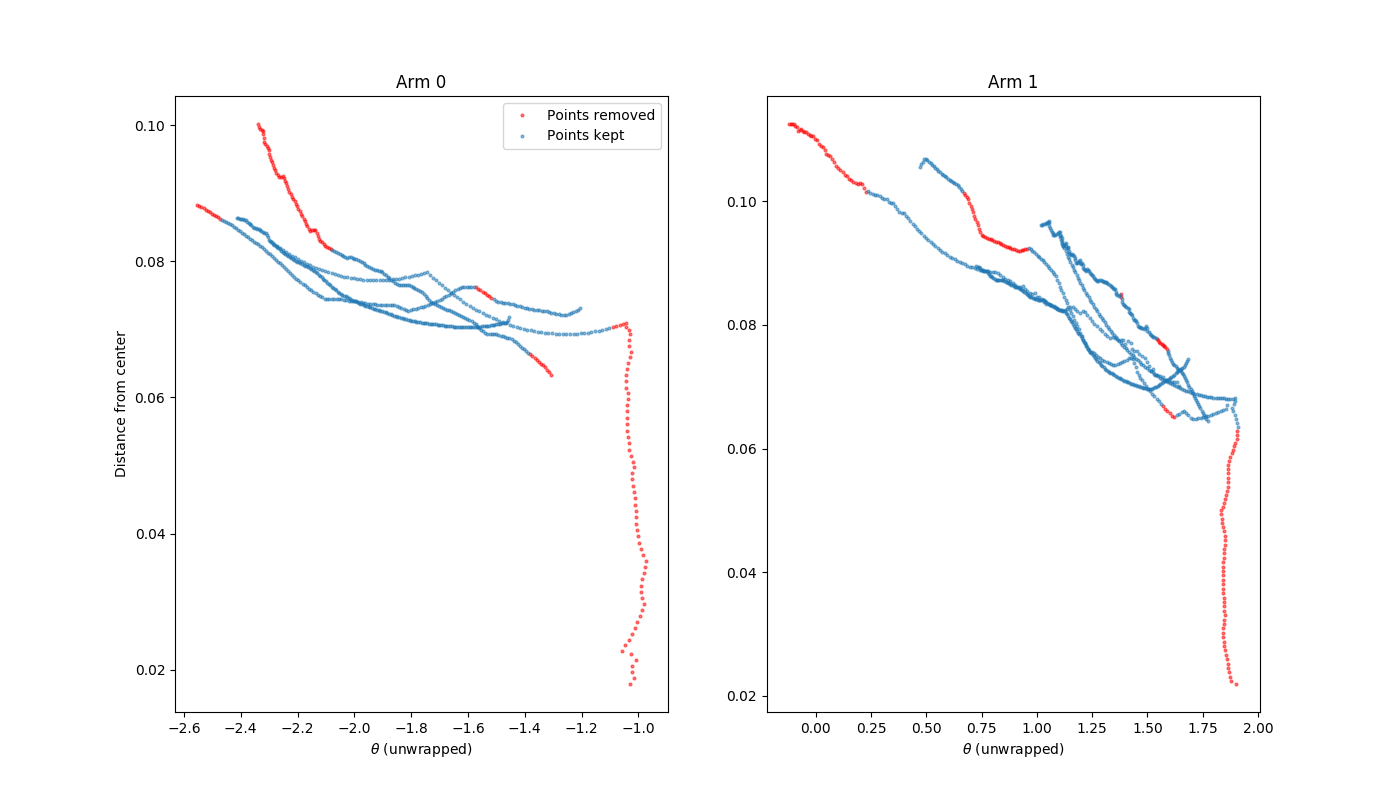 Arm 0
Points removed
Points kept
Distance from center
0.10
0.08
0.06
0.04
0.02
−2.6 −2.4 −2.2 −2.0 −1.8 −1.6 −1.4 −1.2 −1.0
θ (unwrapped)
Arm 1
0.10
0.08
0.06
0.04
0.02
0.00 0.25 0.50 0.75 1.00 1.25 1.50 1.75 2.00
θ (unwrapped)